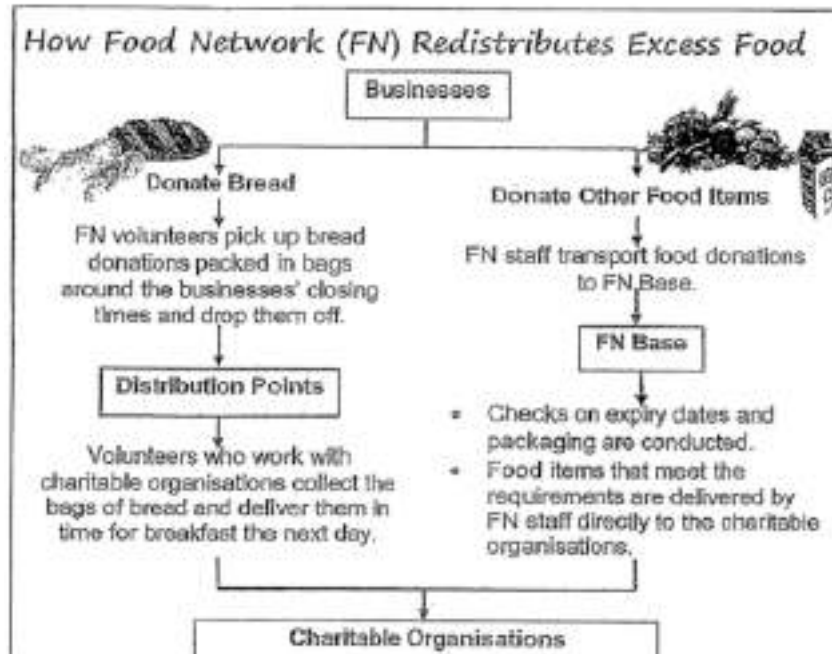 How Food Network (FN) Redistributes Excess Food
Businesses
Donate Bread
FN volunteers pick up bread
donations packed in bags
around the businesses' closing
times and drop them off.
Distribution Points
Volunteers who work with
charitable organisations collect the
bags of bread and deliver them in
time for breakfast the next day.
Donate Other Food Items
FN staff transport food donations
to FN Base.
FN Base
• Checks on expiry dates and
packaging are conducted.
• Food items that meet the
requirements are delivered by
FN staff directly to the charitable
organisations.
Charitable Organisations